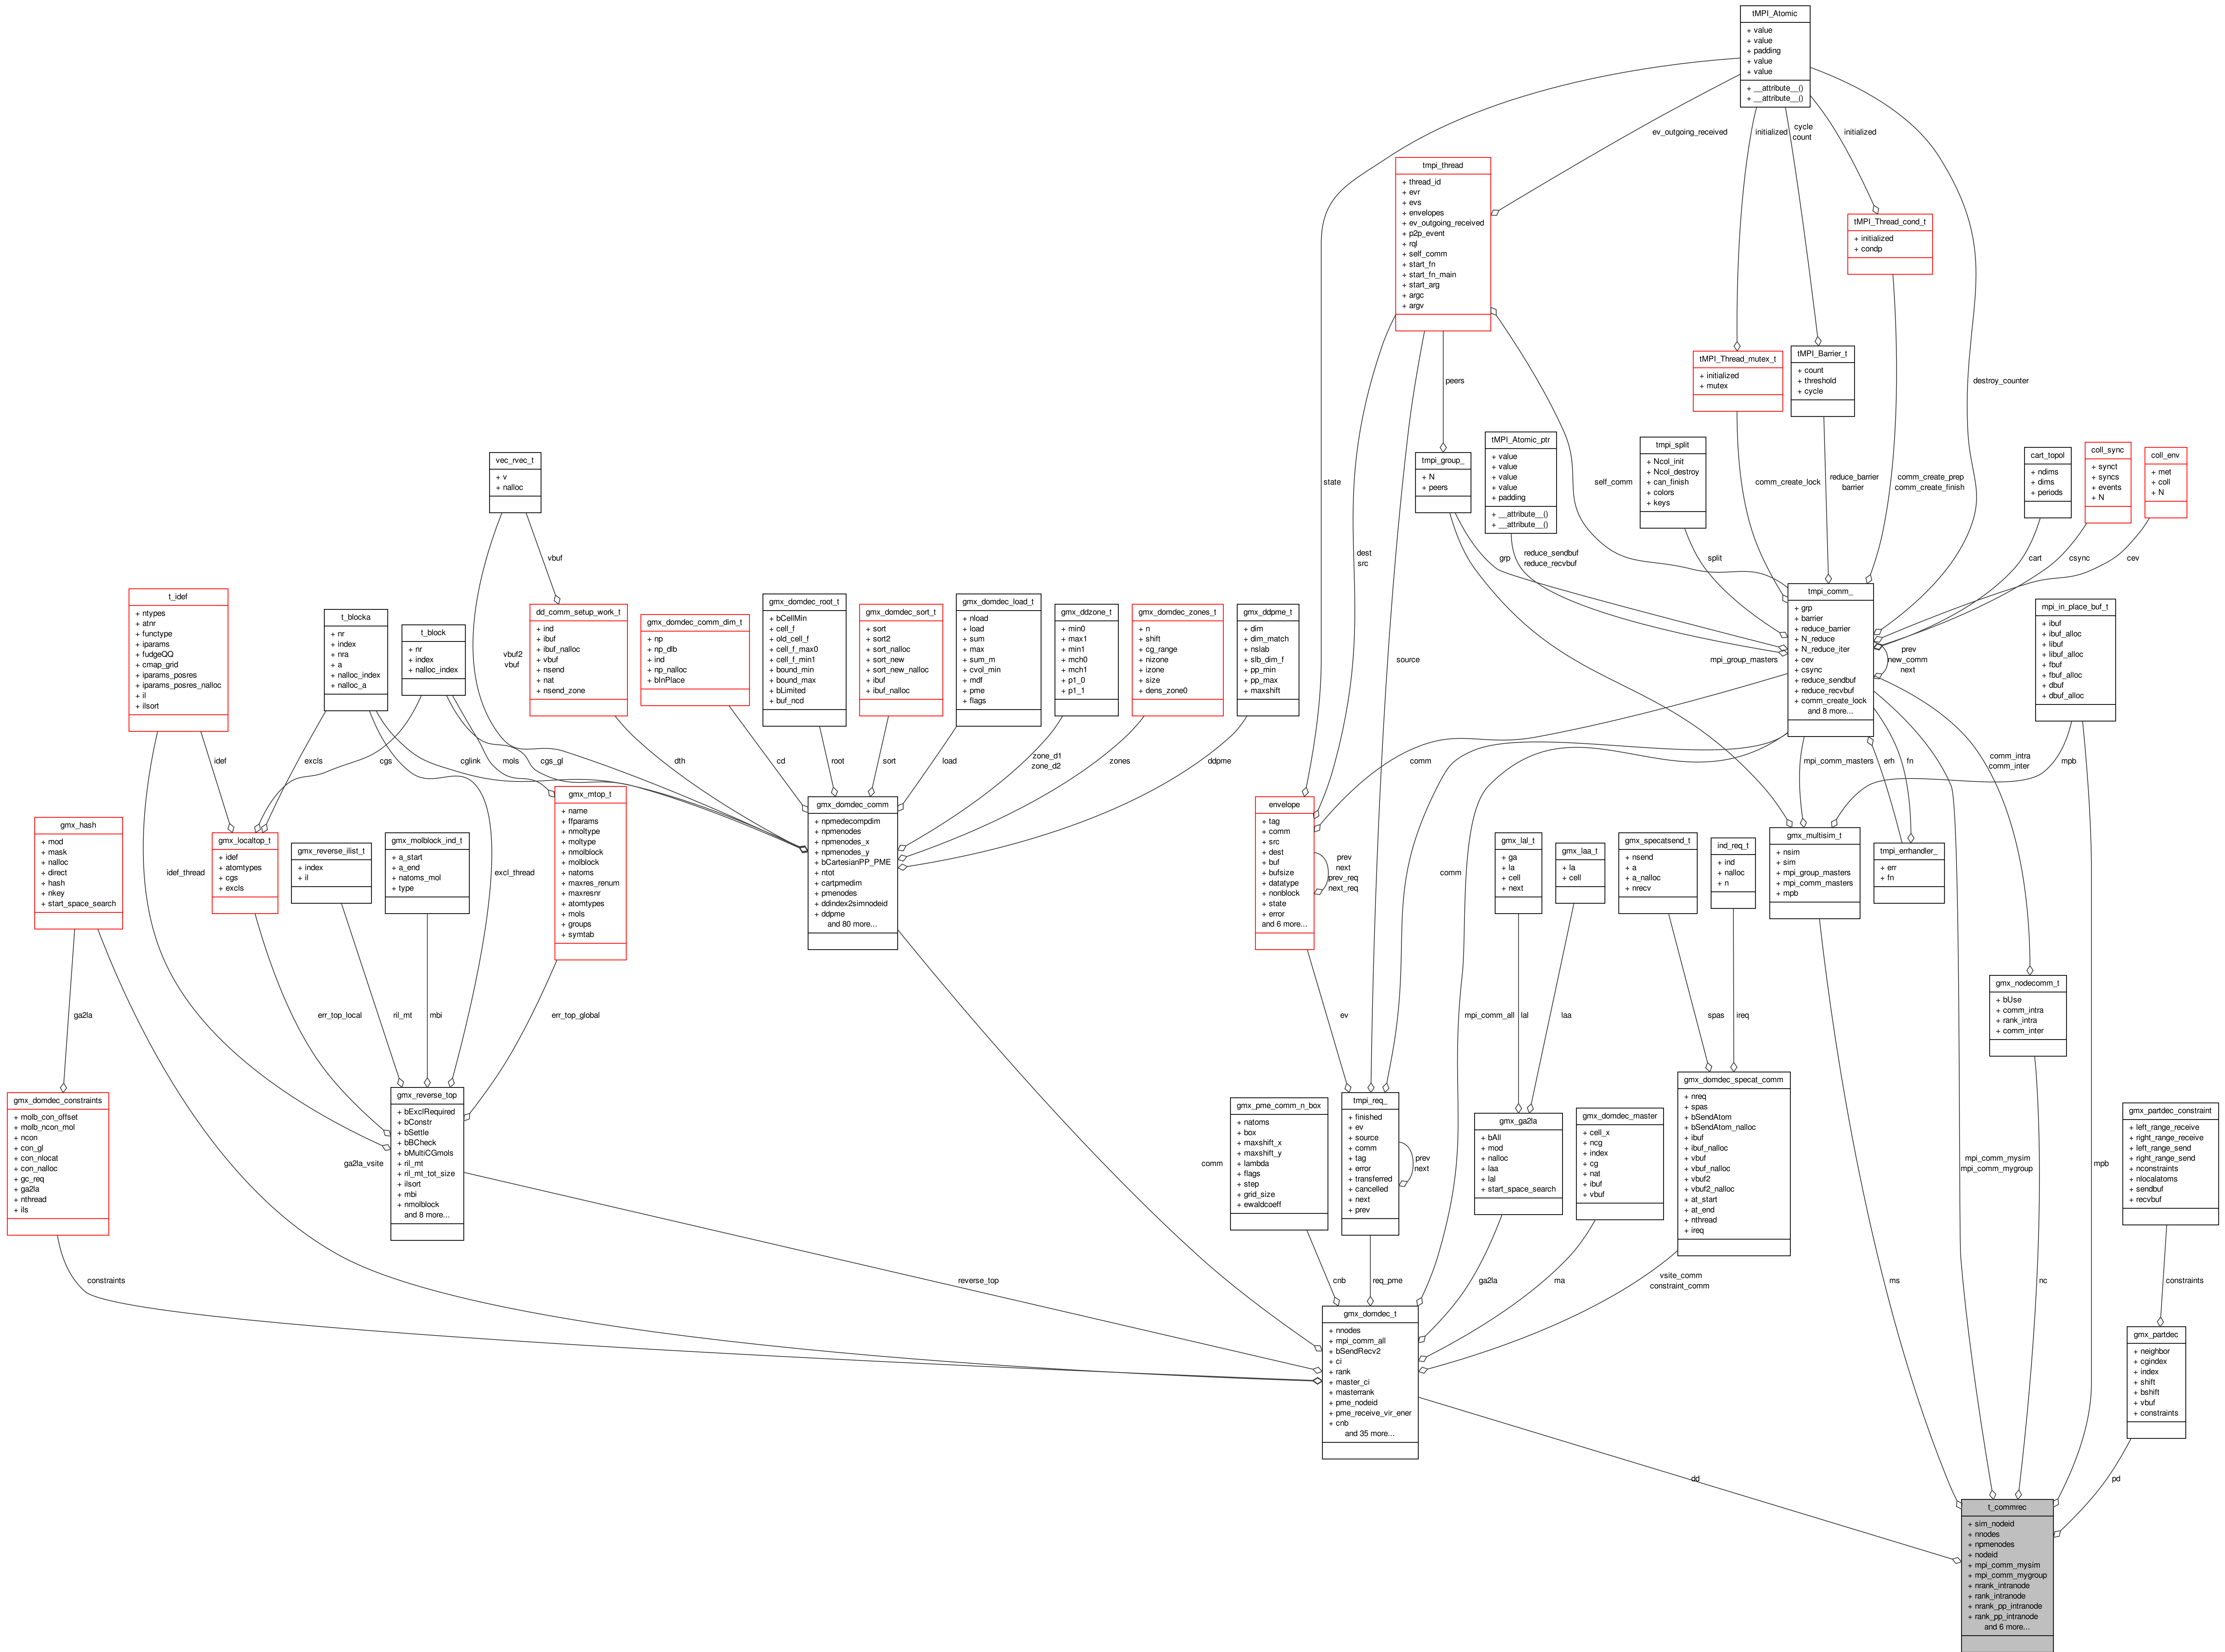 tMPI_Atomic
+ value
+ value
+ padding
+ value
+ value
+ __attribute__()
+ __attribute__()
ev_outgoing_received
initialized
cycle
count
initialized
tmpi_thread
+ thread_id
+ evr
+ evs
+ envelopes
+ ev_outgoing_received
+ p2p_event
+ rql
+ self_comm
+ start_fn
+ start_fn_main
+ start_arg
+ argc
+ argv
tMPI_Thread_cond_t
+ initialized
+ condp
tMPI_Thread_mutex_t
+ initialized
+ mutex
tMPI_Barrier_t
+ count
+ threshold
+ cycle
destroy_counter
peers
state
dest
src
source
self_comm
comm_create_lock
reduce_barrier
barrier
comm_create_prep
comm_create_finish
tmpi_group_
+ N
+ peers
tMPI_Atomic_ptr
+ value
+ value
+ value
+ value
+ padding
+ __attribute__()
+ __attribute__()
tmpi_split
+ Ncol_init
+ Ncol_destroy
+ can_finish
+ colors
+ keys
cart_topol
+ ndims
+ dims
+ periods
coll_sync
+ synct
+ syncs
+ events
+ N
coll_env
+ met
+ coll
+ N
grp
reduce_sendbuf
reduce_recvbuf
split
cart
csync
cev
vec_rvec_t
+ v
+ nalloc
vbuf
vbuf2
vbuf
t_idef
+ ntypes
+ atnr
+ functype
+ iparams
+ fudgeQQ
+ cmap_grid
+ iparams_posres
+ iparams_posres_nalloc
+ il
+ ilsort
t_blocka
+ nr
+ index
+ nra
+ a
+ nalloc_index
+ nalloc_a
t_block
+ nr
+ index
+ nalloc_index
dd_comm_setup_work_t
+ ind
+ ibuf
+ ibuf_nalloc
+ vbuf
+ nsend
+ nat
+ nsend_zone
gmx_domdec_comm_dim_t
+ np
+ np_dlb
+ ind
+ np_nalloc
+ bInPlace
gmx_domdec_root_t
+ bCellMin
+ cell_f
+ old_cell_f
+ cell_f_max0
+ cell_f_min1
+ bound_min
+ bound_max
+ bLimited
+ buf_ncd
gmx_domdec_sort_t
+ sort
+ sort2
+ sort_nalloc
+ sort_new
+ sort_new_nalloc
+ ibuf
+ ibuf_nalloc
gmx_domdec_load_t
+ nload
+ load
+ sum
+ max
+ sum_m
+ cvol_min
+ mdf
+ pme
+ flags
gmx_ddzone_t
+ min0
+ max1
+ min1
+ mch0
+ mch1
+ p1_0
+ p1_1
gmx_domdec_zones_t
+ n
+ shift
+ cg_range
+ nizone
+ izone
+ size
+ dens_zone0
gmx_ddpme_t
+ dim
+ dim_match
+ nslab
+ slb_dim_f
+ pp_min
+ pp_max
+ maxshift
tmpi_comm_
+ grp
+ barrier
+ reduce_barrier
+ N_reduce
+ N_reduce_iter
+ cev
+ csync
+ reduce_sendbuf
+ reduce_recvbuf
+ comm_create_lock
and 8 more...
prev
new_comm
next
mpi_group_masters
mpi_in_place_buf_t
+ ibuf
+ ibuf_alloc
+ libuf
+ libuf_alloc
+ fbuf
+ fbuf_alloc
+ dbuf
+ dbuf_alloc
idef
excls
cgs
cglink
mols
cgs_gl
dth
cd
root
sort
load
zone_d1
zone_d2
zones
ddpme
comm
mpi_comm_masters
erh
fn
comm_intra
comm_inter
mpb
gmx_hash
+ mod
+ mask
+ nalloc
+ direct
+ hash
+ nkey
+ start_space_search
idef_thread
gmx_localtop_t
+ idef
+ atomtypes
+ cgs
+ excls
gmx_reverse_ilist_t
+ index
+ il
gmx_molblock_ind_t
+ a_start
+ a_end
+ natoms_mol
+ type
excl_thread
gmx_mtop_t
+ name
+ ffparams
+ nmoltype
+ moltype
+ nmolblock
+ molblock
+ natoms
+ maxres_renum
+ maxresnr
+ atomtypes
+ mols
+ groups
+ symtab
gmx_domdec_comm
+ npmedecompdim
+ npmenodes
+ npmenodes_x
+ npmenodes_y
+ bCartesianPP_PME
+ ntot
+ cartpmedim
+ pmenodes
+ ddindex2simnodeid
+ ddpme
and 80 more...
envelope
+ tag
+ comm
+ src
+ dest
+ buf
+ bufsize
+ datatype
+ nonblock
+ state
+ error
and 6 more...
prev
next
prev_req
next_req
comm
gmx_lal_t
+ ga
+ la
+ cell
+ next
gmx_laa_t
+ la
+ cell
gmx_specatsend_t
+ nsend
+ a
+ a_nalloc
+ nrecv
ind_req_t
+ ind
+ nalloc
+ n
gmx_multisim_t
+ nsim
+ sim
+ mpi_group_masters
+ mpi_comm_masters
+ mpb
tmpi_errhandler_
+ err
+ fn
gmx_nodecomm_t
+ bUse
+ comm_intra
+ rank_intra
+ comm_inter
ga2la
err_top_local
ril_mt
mbi
err_top_global
ev
mpi_comm_all
lal
laa
spas
ireq
gmx_domdec_constraints
+ molb_con_offset
+ molb_ncon_mol
+ ncon
+ con_gl
+ con_nlocat
+ con_nalloc
+ gc_req
+ ga2la
+ nthread
+ ils
ga2la_vsite
gmx_reverse_top
+ bExclRequired
+ bConstr
+ bSettle
+ bBCheck
+ bMultiCGmols
+ ril_mt
+ ril_mt_tot_size
+ ilsort
+ mbi
+ nmolblock
and 8 more...
comm
gmx_pme_comm_n_box
+ natoms
+ box
+ maxshift_x
+ maxshift_y
+ lambda
+ flags
+ step
+ grid_size
+ ewaldcoeff
tmpi_req_
+ finished
+ ev
+ source
+ comm
+ tag
+ error
+ transferred
+ cancelled
+ next
+ prev
prev
next
gmx_ga2la
+ bAll
+ mod
+ nalloc
+ laa
+ lal
+ start_space_search
gmx_domdec_master
+ cell_x
+ ncg
+ index
+ cg
+ nat
+ ibuf
+ vbuf
gmx_domdec_specat_comm
+ nreq
+ spas
+ bSendAtom
+ bSendAtom_nalloc
+ ibuf
+ ibuf_nalloc
+ vbuf
+ vbuf_nalloc
+ vbuf2
+ vbuf2_nalloc
+ at_start
+ at_end
+ nthread
+ ireq
mpi_comm_mysim
mpi_comm_mygroup
mpb
gmx_partdec_constraint
+ left_range_receive
+ right_range_receive
+ left_range_send
+ right_range_send
+ nconstraints
+ nlocalatoms
+ sendbuf
+ recvbuf
constraints
reverse_top
cnb
req_pme
ga2la
ma
vsite_comm
constraint_comm
ms
nc
constraints
gmx_domdec_t
+ nnodes
+ mpi_comm_all
+ bSendRecv2
+ ci
+ rank
+ master_ci
+ masterrank
+ pme_nodeid
+ pme_receive_vir_ener
+ cnb
and 35 more...
gmx_partdec
+ neighbor
+ cgindex
+ index
+ shift
+ bshift
+ vbuf
+ constraints
dd
pd
t_commrec
+ sim_nodeid
+ nnodes
+ npmenodes
+ nodeid
+ mpi_comm_mysim
+ mpi_comm_mygroup
+ nrank_intranode
+ rank_intranode
+ nrank_pp_intranode
+ rank_pp_intranode
and 6 more...